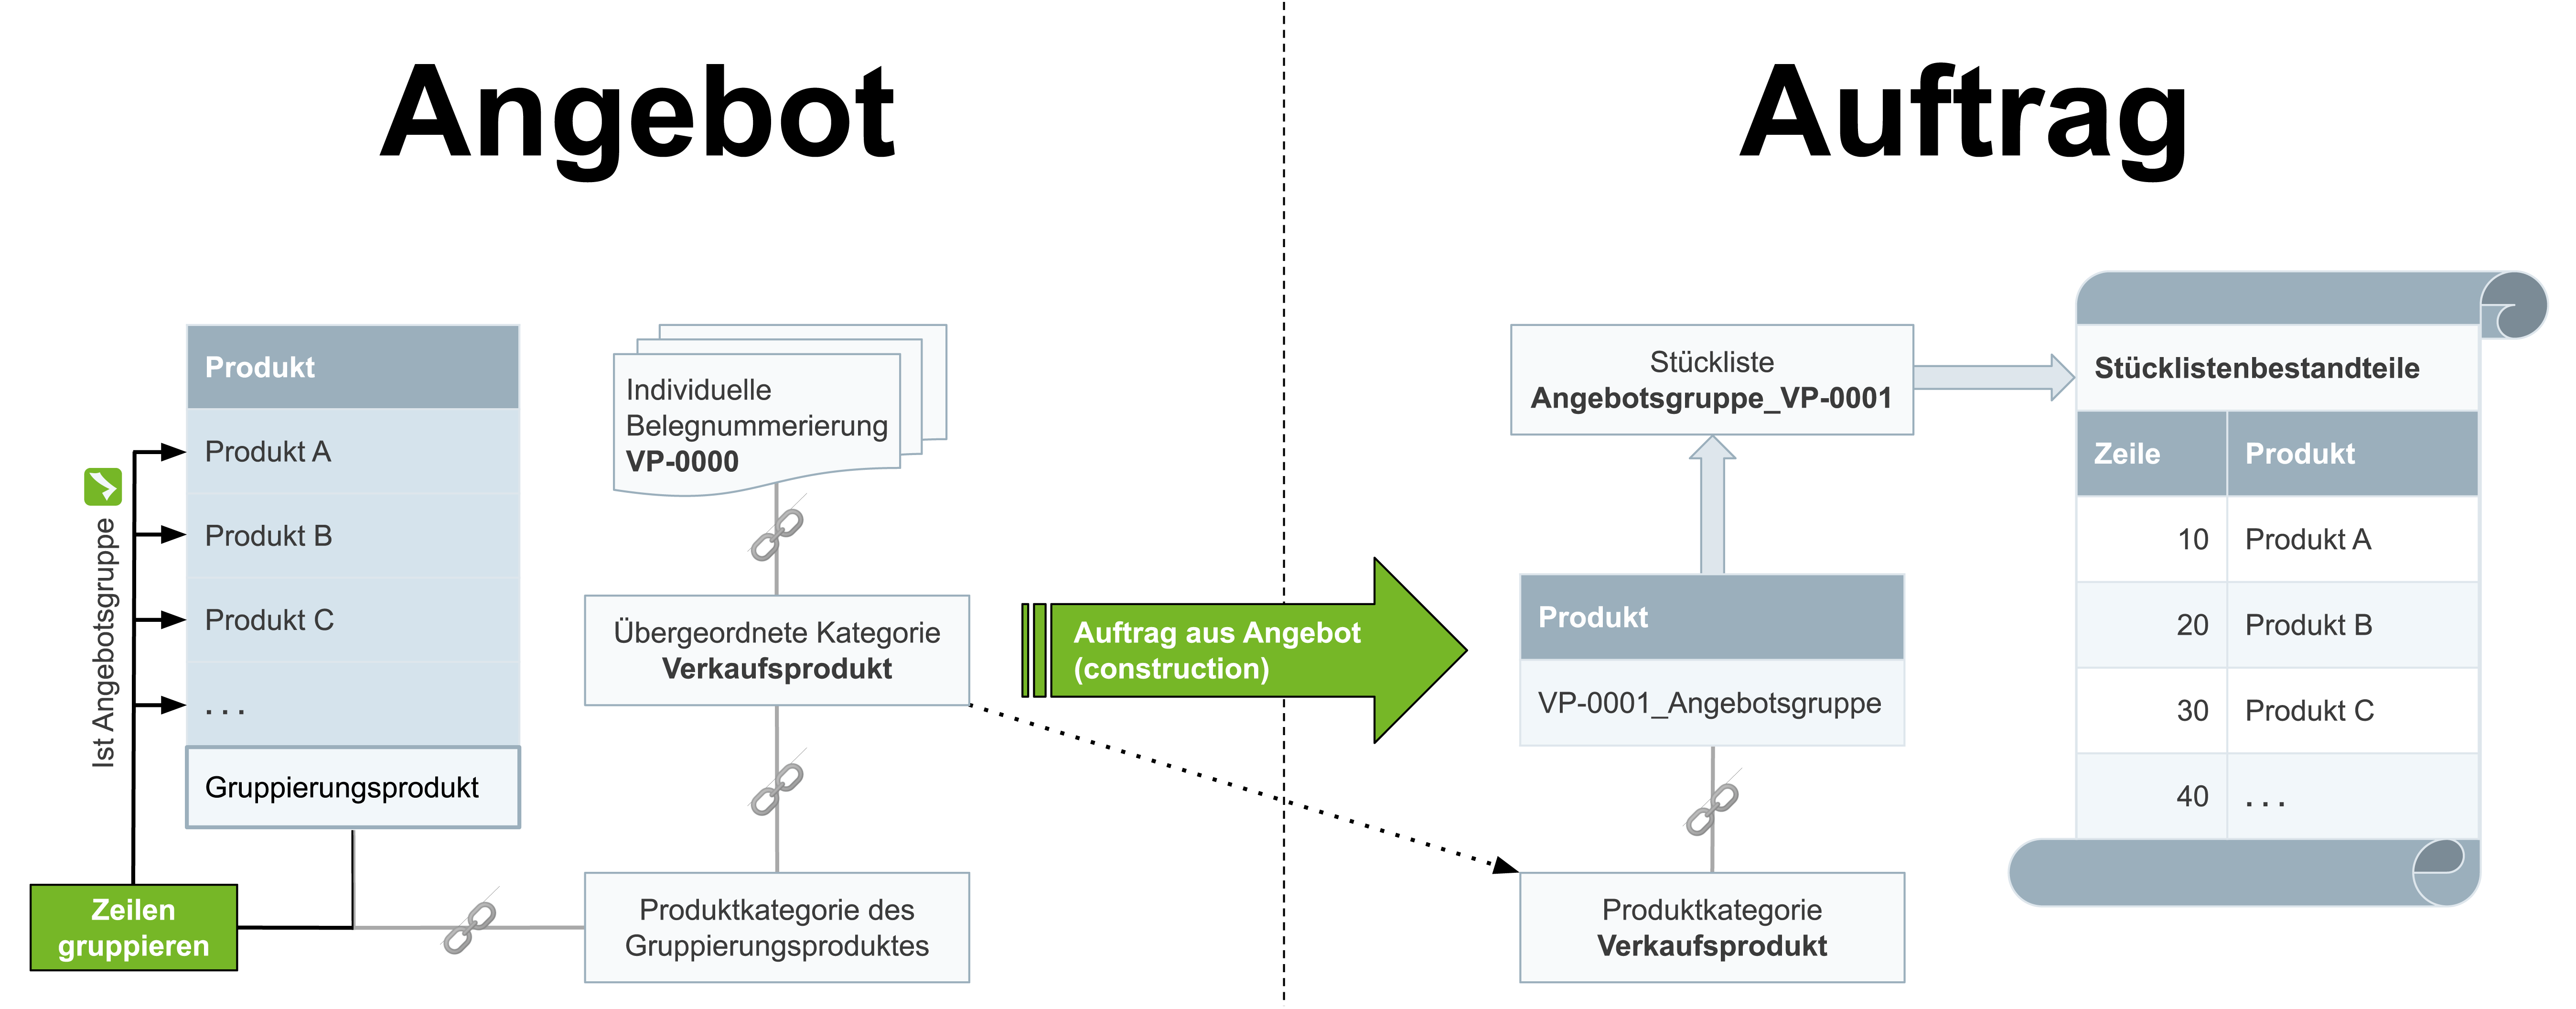 Angebot
Auftrag
Produkt
Produkt A
Produkt B
Produkt C
. . .
Gruppierungsprodukt
Ist Angebotsgruppe
Zeilen
gruppieren
Individuelle
Belegnummerierung
VP-0000
Übergeordnete Kategorie
Verkaufsprodukt
Produktkategorie des
Gruppierungsproduktes
Auftrag aus Angebot
(construction)
Stückliste
Angebotsgruppe_VP-0001
Produkt
VP-0001_Angebotsgruppe
Produktkategorie
Verkaufsprodukt
Stücklistenbestandteile
Zeile Produkt
10 Produkt A
20 Produkt B
30 Produkt C
40 . . .